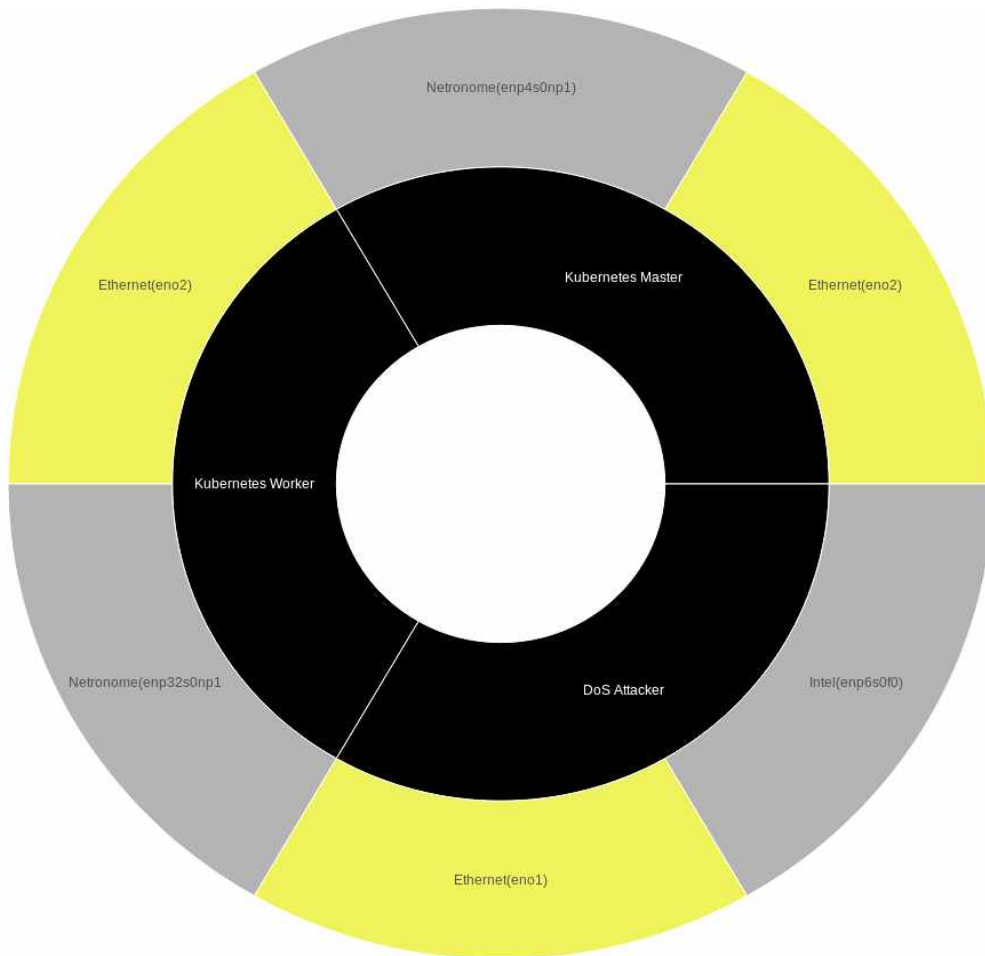 Netronome(enp4s0np1)
Kubernetes Master
Ethernet(eno2)
Ethernet(eno2)
Kubernetes Worker
Netronome(enp32s0np1
DoS Attacker
Intel(enp6s0f0)
Ethernet(eno1)